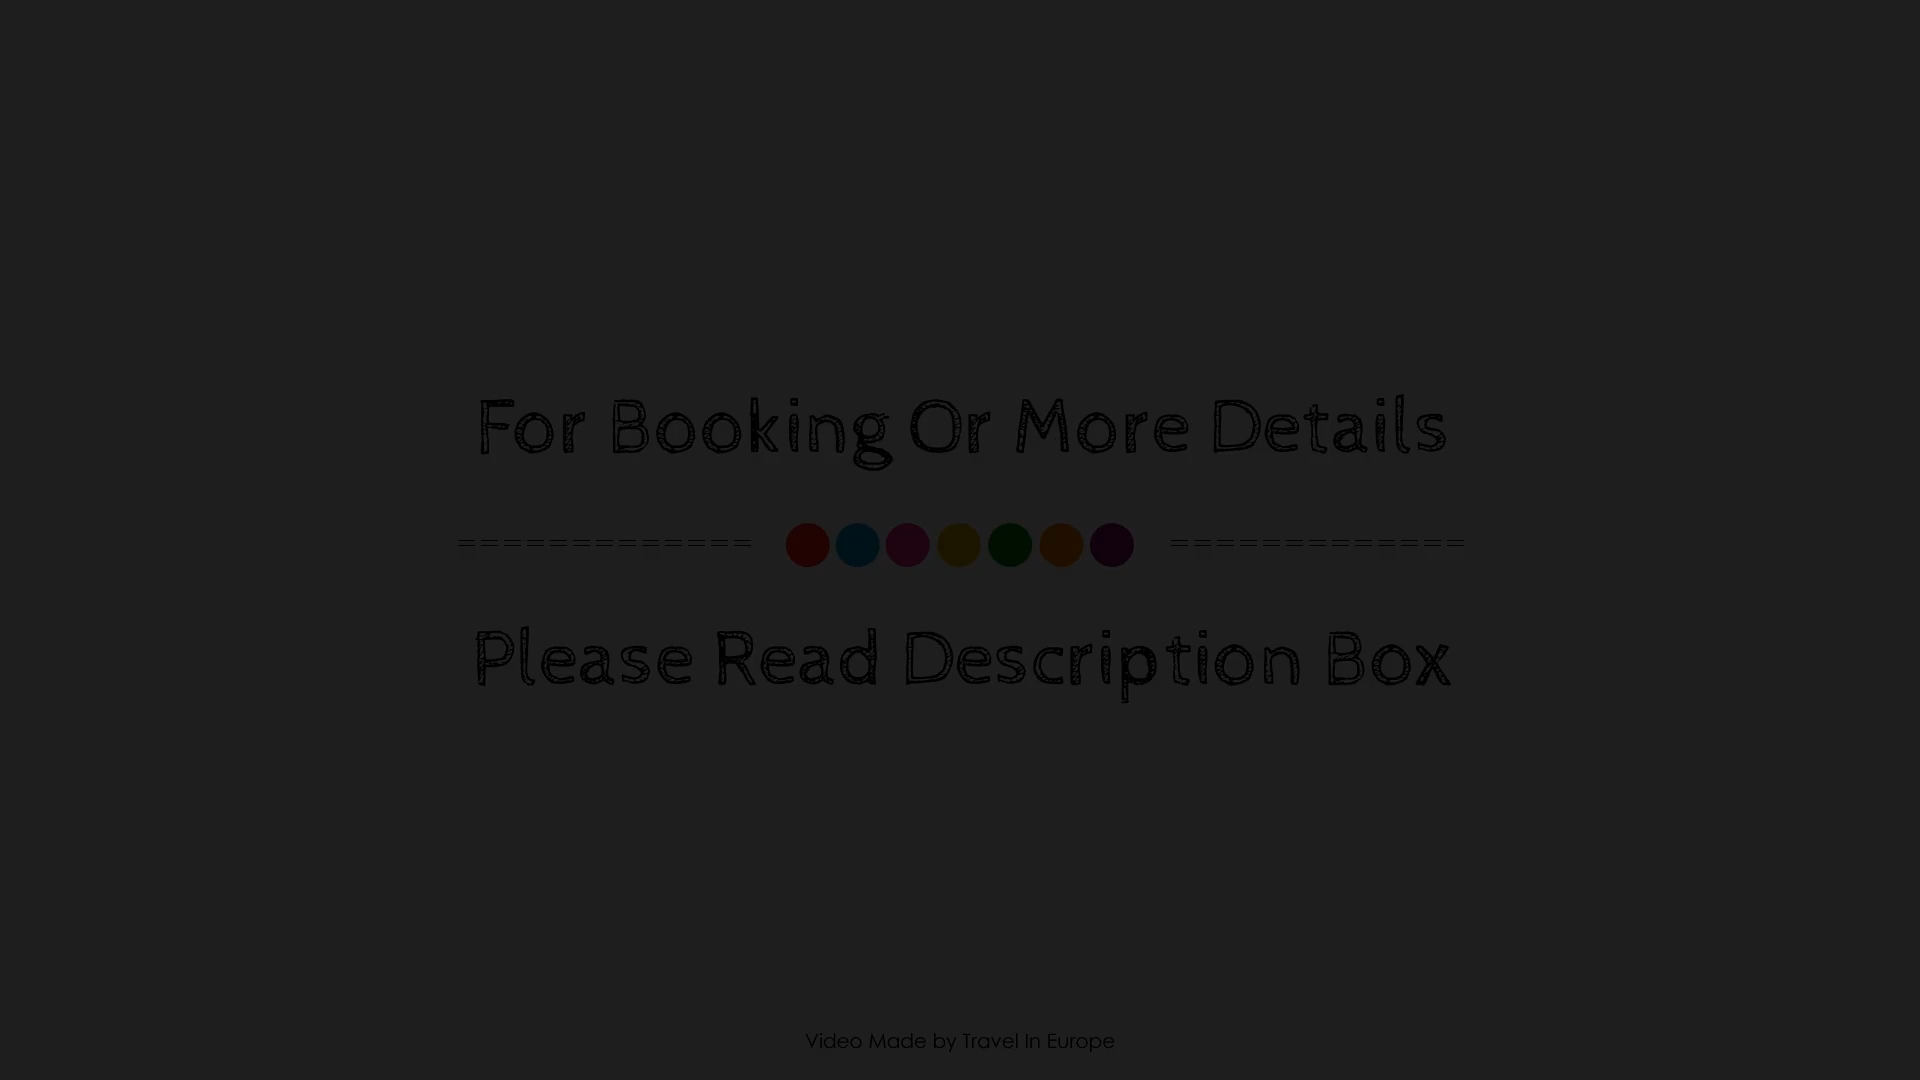 For Booking Or More Details
============= =============
Please Read Description Box
Video Made by Travel In Europe